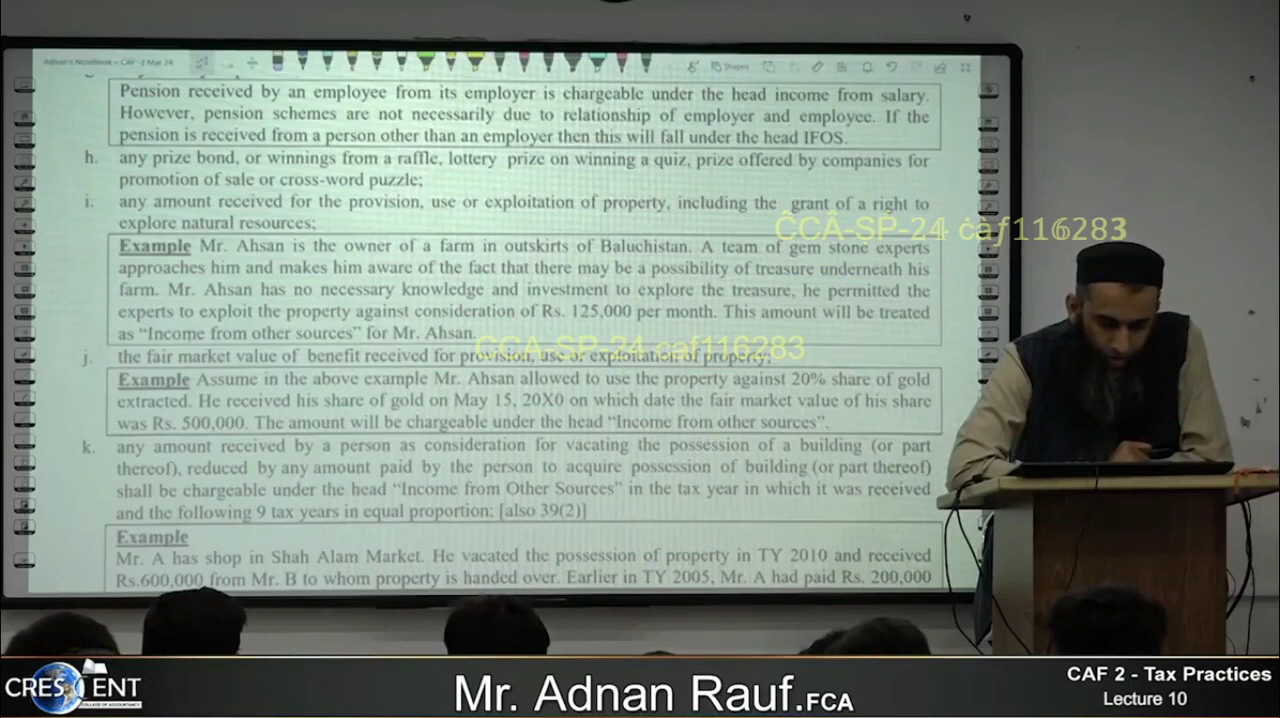 Adnan's Notebook - CAF - 2 Mar 24
Shapes
Pension received by an employee from its employer is chargeable under the head income from salary.
However, pension schemes are not necessarily due to relationship of employer and employee. If the
pension is received from a person other than an employer then this will fall under the head IFOS.
h. any prize bond, or winnings from a raffle, lottery prize on winning a quiz, prize offered by companies for
promotion of sale or cross-word puzzle;
i. any amount received for the provision, use or exploitation of property, including the grant of a right to
explore natural resources;
ĈCÂ-SP-24 ċàƒ116283
Example Mr. Ahsan is the owner of a farm in outskirts of Baluchistan. A team of gem stone experts
approaches him and makes him aware of the fact that there may be a possibility of treasure underneath his
farm. Mr. Ahsan has no necessary knowledge and investment to explore the treasure, he permitted the
experts to exploit the property against consideration of Rs. 125,000 per month. This amount will be treated
as “Income from other sources” for Mr. Ahsan.
CCA-SP-24 caf116283
j. the fair market value of benefit received for provision, use or exploitation of property;
Example Assume in the above example Mr. Ahsan allowed to use the property against 20% share of gold
extracted. He received his share of gold on May 15, 20X0 on which date the fair market value of his share
was Rs. 500,000. The amount will be chargeable under the head “Income from other sources”.
k. any amount received by a person as consideration for vacating the possession of a building (or part
thereof), reduced by any amount paid by the person to acquire possession of building (or part thereof)
shall be chargeable under the head “Income from Other Sources” in the tax year in which it was received
and the following 9 tax years in equal proportion; [also 39(2)]
Example
Mr. A has shop in Shah Alam Market. He vacated the possession of property in TY 2010 and received
Rs.600,000 from Mr. B to whom property is handed over. Earlier in TY 2005, Mr. A had paid Rs. 200,000
CRESCENT
COLLEGE OF ACCOUNTANCY
Mr. Adnan Rauf.FCA
CAF 2 - Tax Practices
Lecture 10